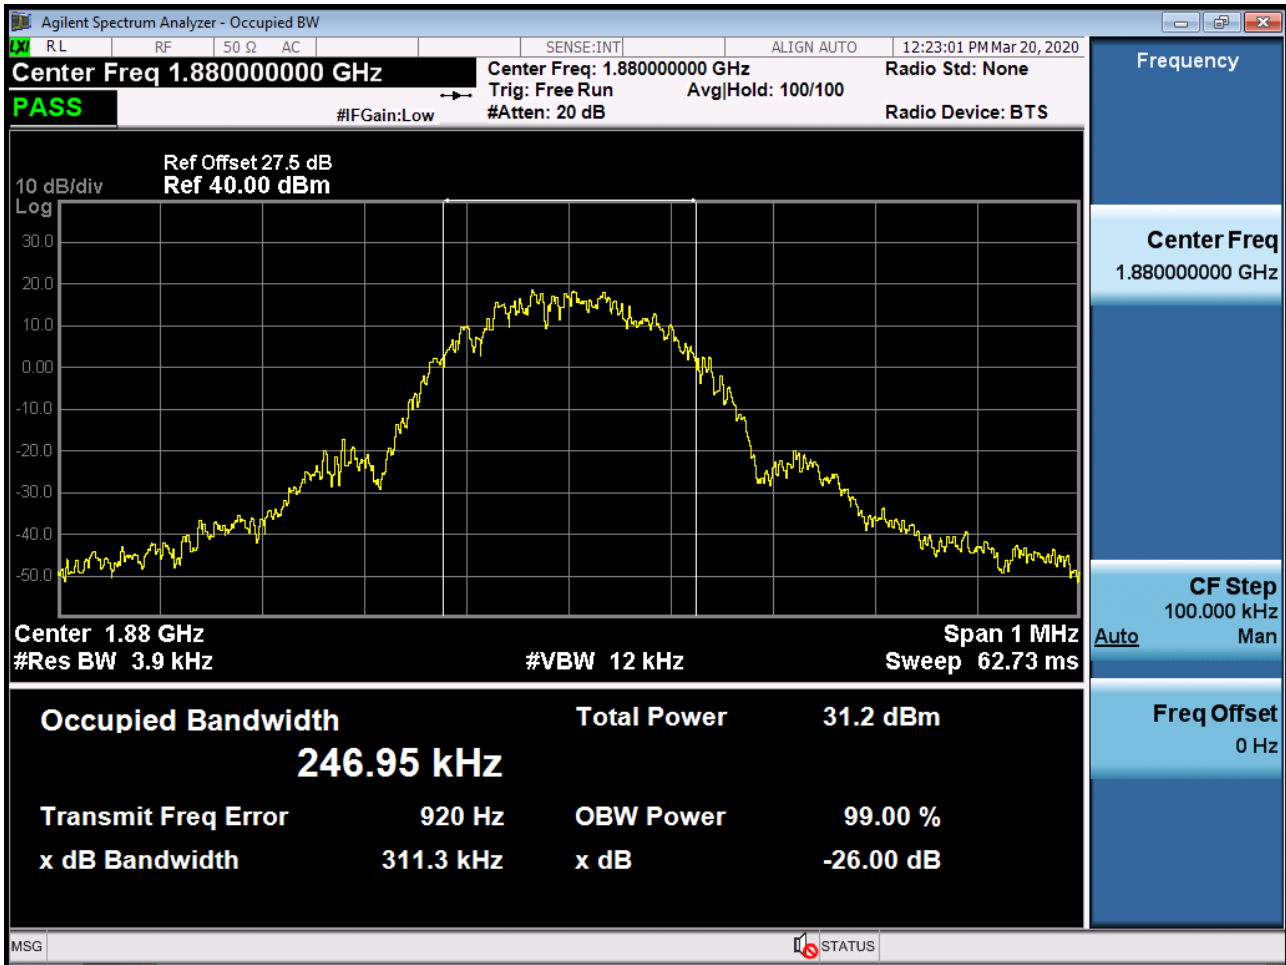 Agilent Spectrum Analyzer - Occupied BW
LXI RL RF 50 Ω AC SENSE:INT ALIGN AUTO 12:23:01 PM Mar 20, 2020
Center Freq 1.880000000 GHz
Center Freq: 1.880000000 GHz
Radio Std: None
Trig: Free Run
Avg|Hold: 100/100
PASS
#IFGain:Low
#Atten: 20 dB
Radio Device: BTS
Ref Offset 27.5 dB
10 dB/div
Ref 40.00 dBm
Log
30.0
20.0
10.0
0.00
-10.0
-20.0
-30.0
-40.0
-50.0
Center 1.88 GHz
Span 1 MHz
#Res BW 3.9 kHz
#VBW 12 kHz
Sweep 62.73 ms
Occupied Bandwidth
Total Power 31.2 dBm
246.95 kHz
Transmit Freq Error 920 Hz
OBW Power 99.00 %
x dB Bandwidth 311.3 kHz
x dB -26.00 dB
Frequency
Center Freq
1.880000000 GHz
CF Step
100.000 kHz
Auto Man
Freq Offset
0 Hz
MSG
STATUS